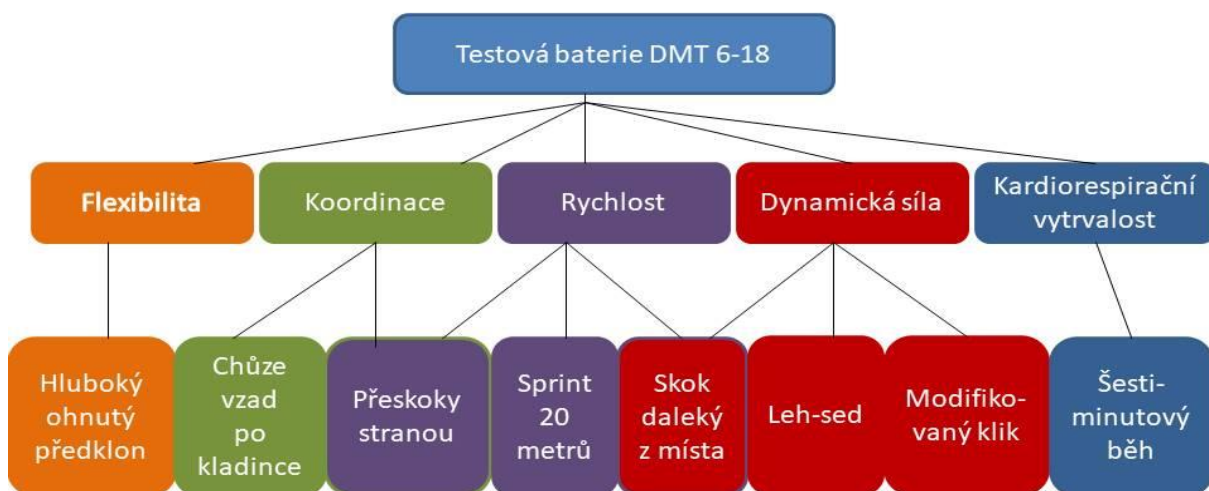 Testová baterie DMT 6-18
Flexibilita
Koordinace
Rychlost
Dynamická síla
Kardiorespirační
vytrvalost
Hluboký
ohnutý
předklon
Chůze
vzad
po
kladince
Přeskoky
stranou
Sprint
20
metrů
Skok
daleký
z místa
Leh-sed
Modifiko-
vaný klik
Šesti-
minutový
běh